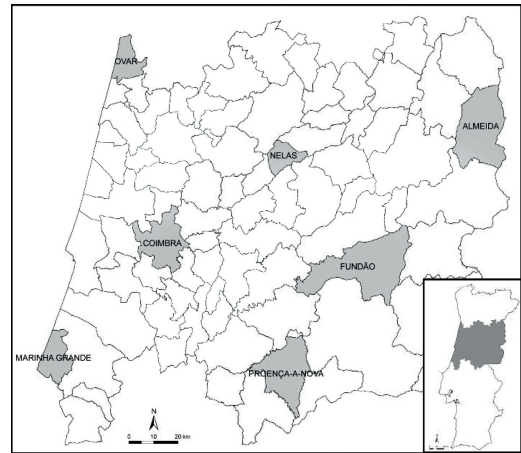 OVAR
ALMEIDA
NELAS
COIMBRA
FUNDÃO
MARINHA GRANDE
PROENÇA-A-NOVA
N
0 10 20 km